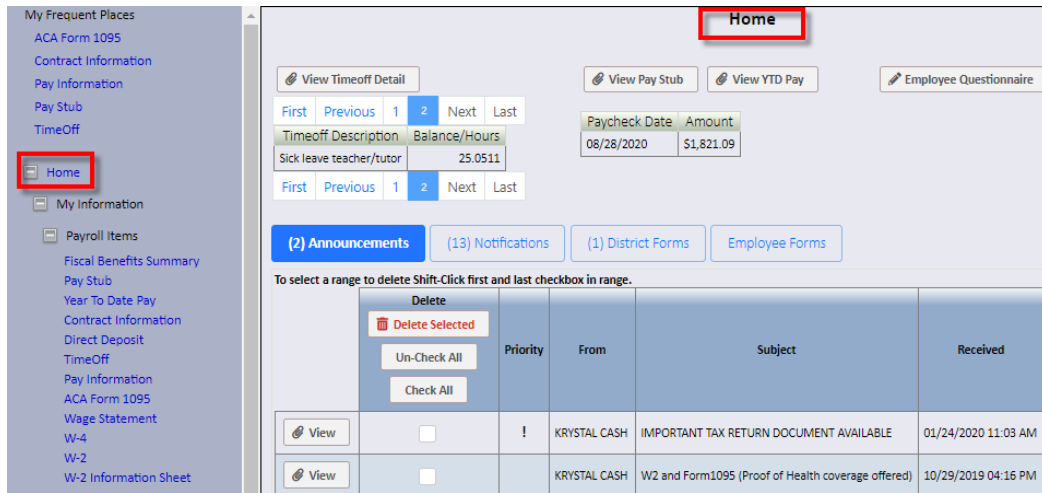 My Frequent Places
ACA Form 1095
Contract Information
Pay Information
Pay Stub
TimeOff
Home
My Information
Payroll Items
Fiscal Benefits Summary
Pay Stub
Year To Date Pay
Contract Information
Direct Deposit
TimeOff
Pay Information
ACA Form 1095
Wage Statement
W-4
W-2
W-2 Information Sheet
Home
View Timeoff Detail
View Pay Stub View YTD Pay Employee Questionnaire
First Previous 1 2 Next Last
Timeoff Description Balance/Hours
Sick leave teacher/tutor 25.0511
First Previous 1 2 Next Last
Paycheck Date Amount
08/28/2020 $1,821.09
(2) Announcements (13) Notifications (1) District Forms Employee Forms
To select a range to delete Shift-Click first and last checkbox in range.
Delete
Delete Selected
Un-Check All
Check All
Priority From Subject Received
View ! KRYSTAL CASH IMPORTANT TAX RETURN DOCUMENT AVAILABLE 01/24/2020 11:03 AM
View KRYSTAL CASH W2 and Form1095 (Proof of Health coverage offered) 10/29/2019 04:16 PM